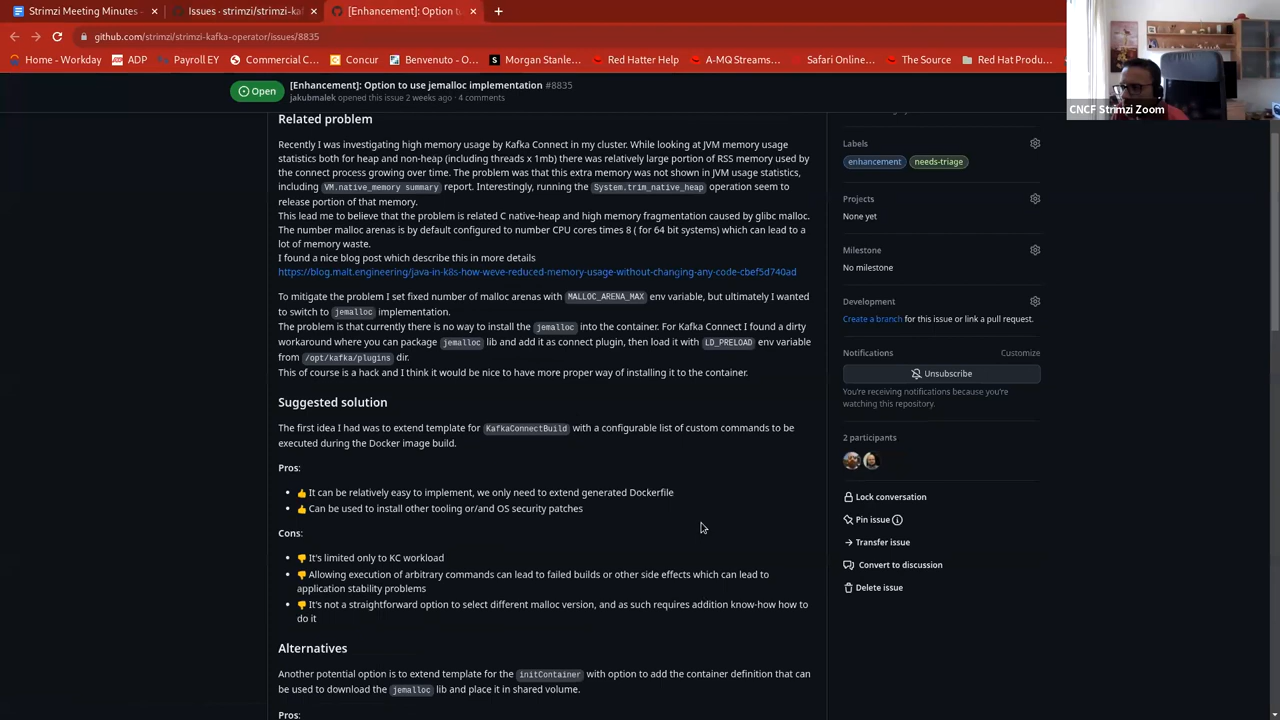 Strimzi Meeting Minutes -
Issues · strimzi/strimzi-kaf
[Enhancement]: Option t
github.com/strimzi/strimzi-kafka-operator/issues/8835
Home - Workday
ADP
Payroll EY
Commercial C...
Concur
Benvenuto - O...
Morgan Stanle...
Red Hatter Help
A-MQ Streams...
Safari Online...
The Source
Red Hat Produ...
CNCF Strimzi Zoom
Open
[Enhancement]: Option to use jemalloc implementation #8835
jakubmalek opened this issue 2 weeks ago · 4 comments
Related problem
Recently I was investigating high memory usage by Kafka Connect in my cluster. While looking at JVM memory usage
statistics both for heap and non-heap (including threads x 1mb) there was relatively large portion of RSS memory used by
the connect process growing over time. The problem was that this extra memory was not shown in JVM usage statistics,
including VM.native_memory summary report. Interestingly, running the System.trim_native_heap operation seem to
release portion of that memory.
This lead me to believe that the problem is related C native-heap and high memory fragmentation caused by glibc malloc.
The number malloc arenas is by default configured to number CPU cores times 8 ( for 64 bit systems) which can lead to a
lot of memory waste.
I found a nice blog post which describe this in more details
https://blog.malt.engineering/java-in-k8s-how-weve-reduced-memory-usage-without-changing-any-code-cbef5d740ad
To mitigate the problem I set fixed number of malloc arenas with MALLOC_ARENA_MAX env variable, but ultimately I wanted
to switch to jemalloc implementation.
The problem is that currently there is no way to install the jemalloc into the container. For Kafka Connect I found a dirty
workaround where you can package jemalloc lib and add it as connect plugin, then load it with LD_PRELOAD env variable
from /opt/kafka/plugins dir.
This of course is a hack and I think it would be nice to have more proper way of installing it to the container.
Suggested solution
The first idea I had was to extend template for KafkaConnectBuild with a configurable list of custom commands to be
executed during the Docker image build.
Pros:
• 👍 It can be relatively easy to implement, we only need to extend generated Dockerfile
• 👍 Can be used to install other tooling or/and OS security patches
Cons:
• 👎 It's limited only to KC workload
• 👎 Allowing execution of arbitrary commands can lead to failed builds or other side effects which can lead to
application stability problems
• 👎 It's not a straightforward option to select different malloc version, and as such requires addition know-how how to
do it
Alternatives
Another potential option is to extend template for the initContainer with option to add the container definition that can
be used to download the jemalloc lib and place it in shared volume.
Pros:
Labels
enhancement needs-triage
Projects
None yet
Milestone
No milestone
Development
Create a branch for this issue or link a pull request.
Notifications Customize
Unsubscribe
You're receiving notifications because you're
watching this repository.
2 participants
Lock conversation
Pin issue
Transfer issue
Convert to discussion
Delete issue